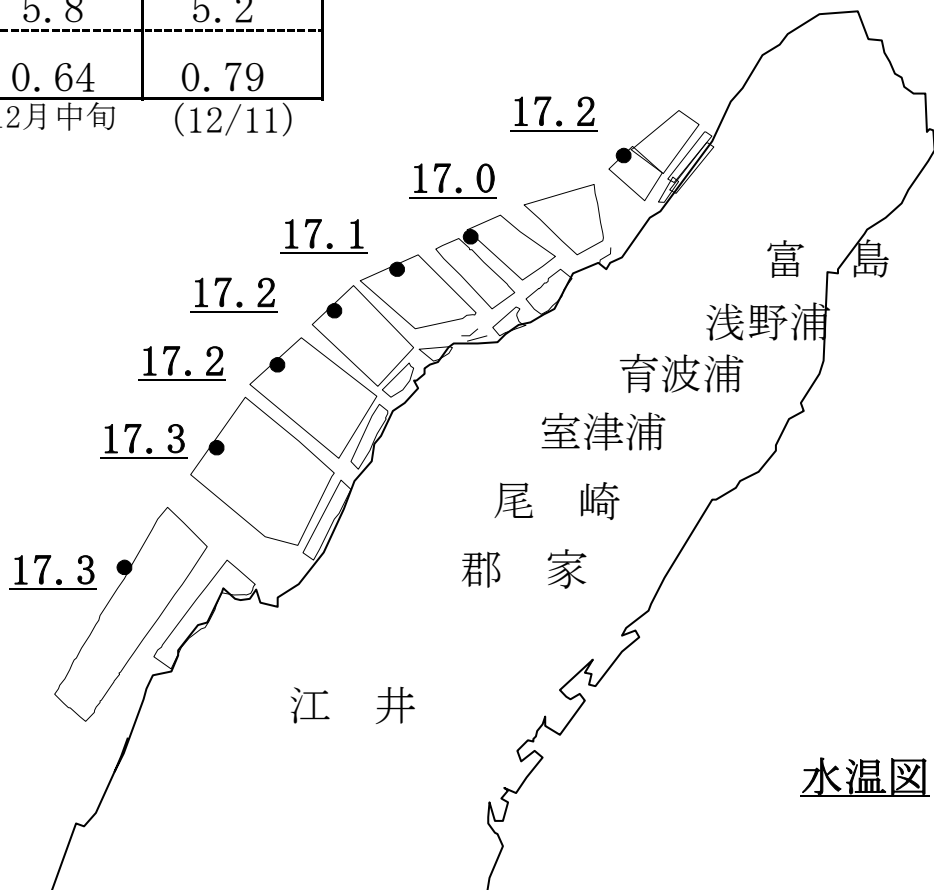 5.8 5.2
0.64 0.79
2月中旬 (12/11)
17.2
17.0
17.1
17.2
17.2
17.3
17.3
富 島
浅野浦
育波浦
室津浦
尾 崎
郡 家
江 井
水温図